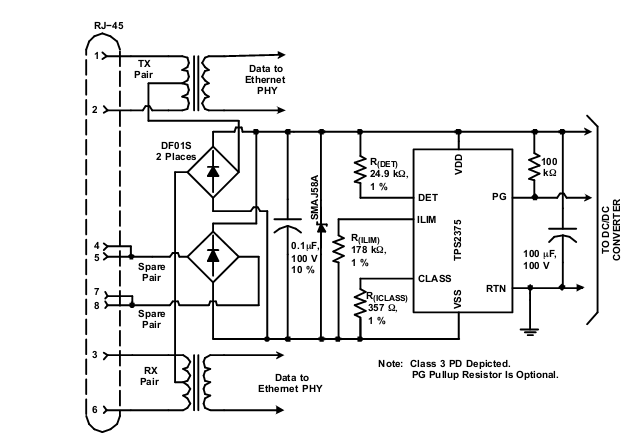 RJ-45
1
TX
Pair
Data to
Ethernet
PHY
2
DF01S
2 Places
SMAJ58A
R(DET)
24.9 kΩ,
1 %
VDD
100
kΩ
DET
PG
ILIM
TPS2375
4
5
Spare
Pair
0.1µF,
100 V
10 %
R(ILIM)
178 kΩ,
1 %
100 µF,
100 V
TO DC/DC
CONVERTER
CLASS
VSS
RTN
7
8
Spare
Pair
R(ICLASS)
357 Ω,
1 %
3
RX
Pair
Data to
Ethernet PHY
6
Note: Class 3 PD Depicted.
PG Pullup Resistor Is Optional.